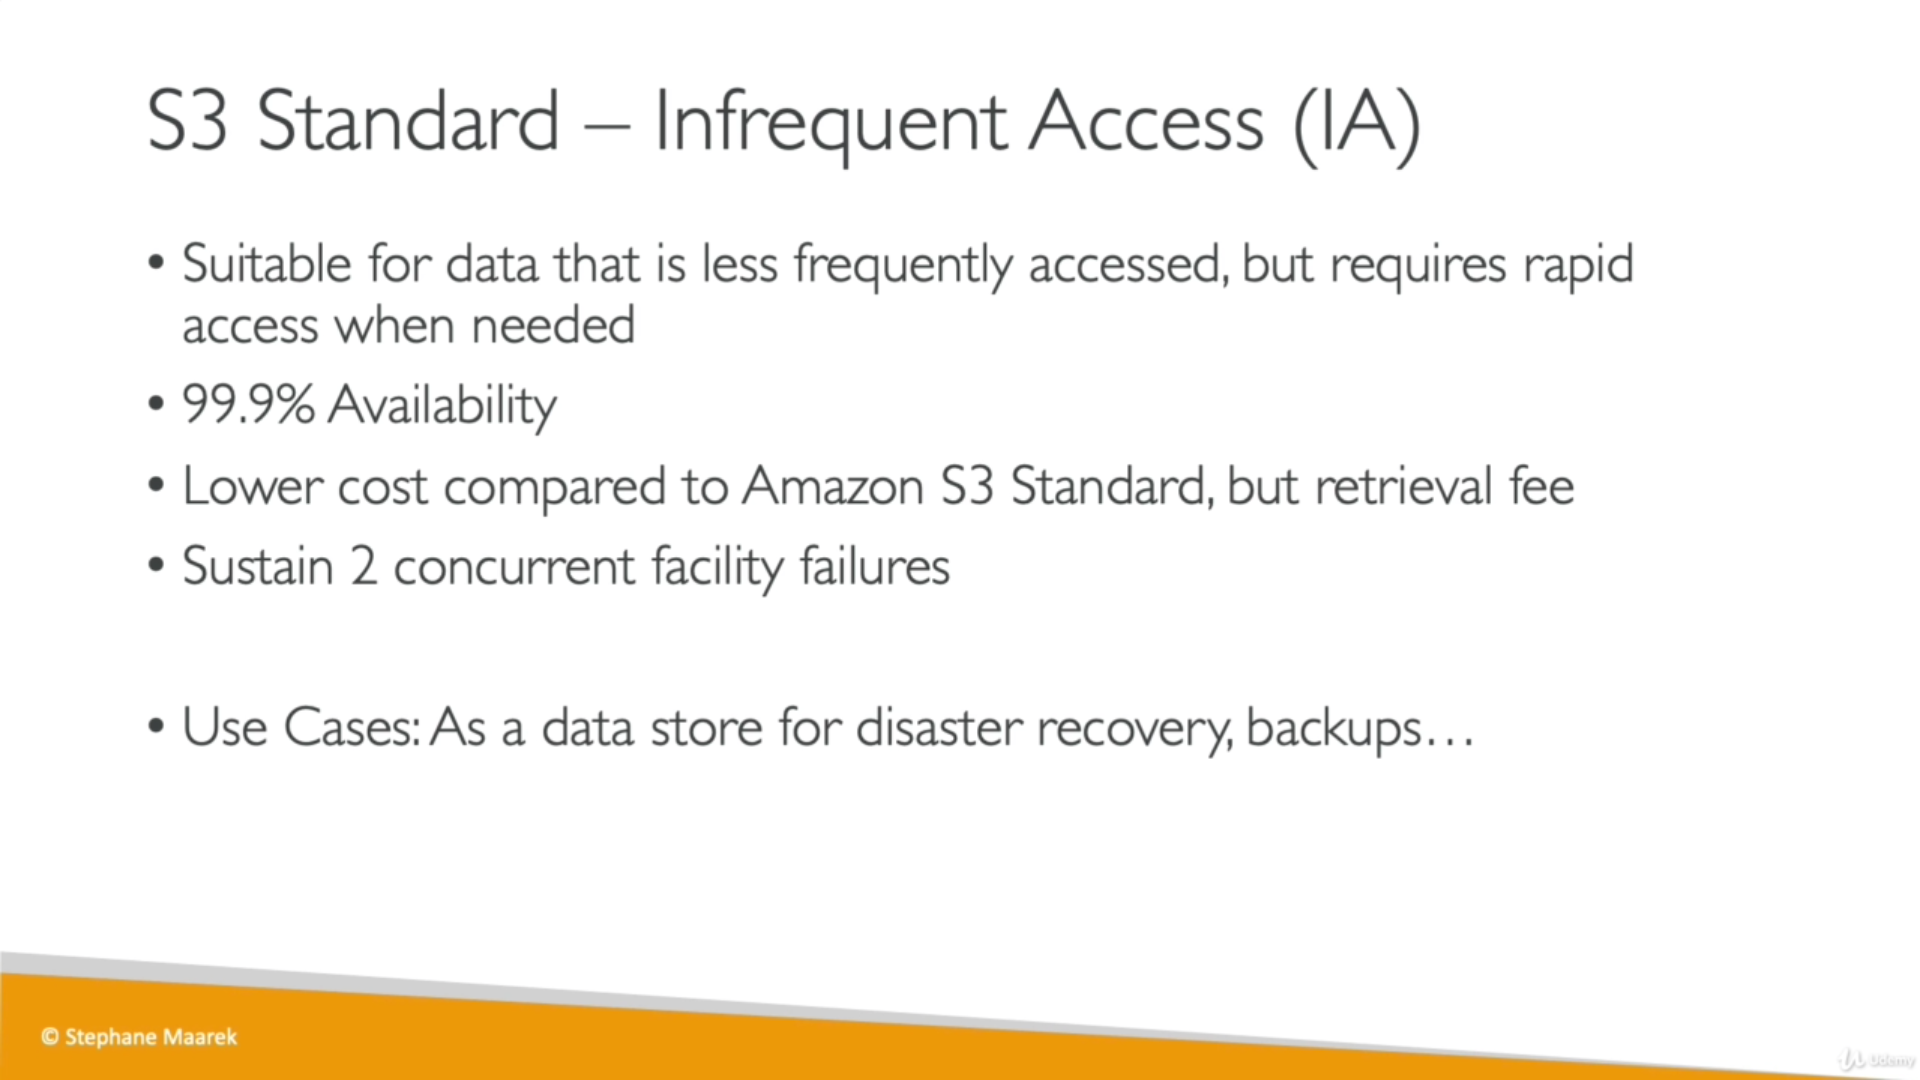 S3 Standard – Infrequent Access (IA)
• Suitable for data that is less frequently accessed, but requires rapid
access when needed
• 99.9% Availability
• Lower cost compared to Amazon S3 Standard, but retrieval fee
• Sustain 2 concurrent facility failures
• Use Cases: As a data store for disaster recovery, backups…
© Stephane Maarek
Udemy